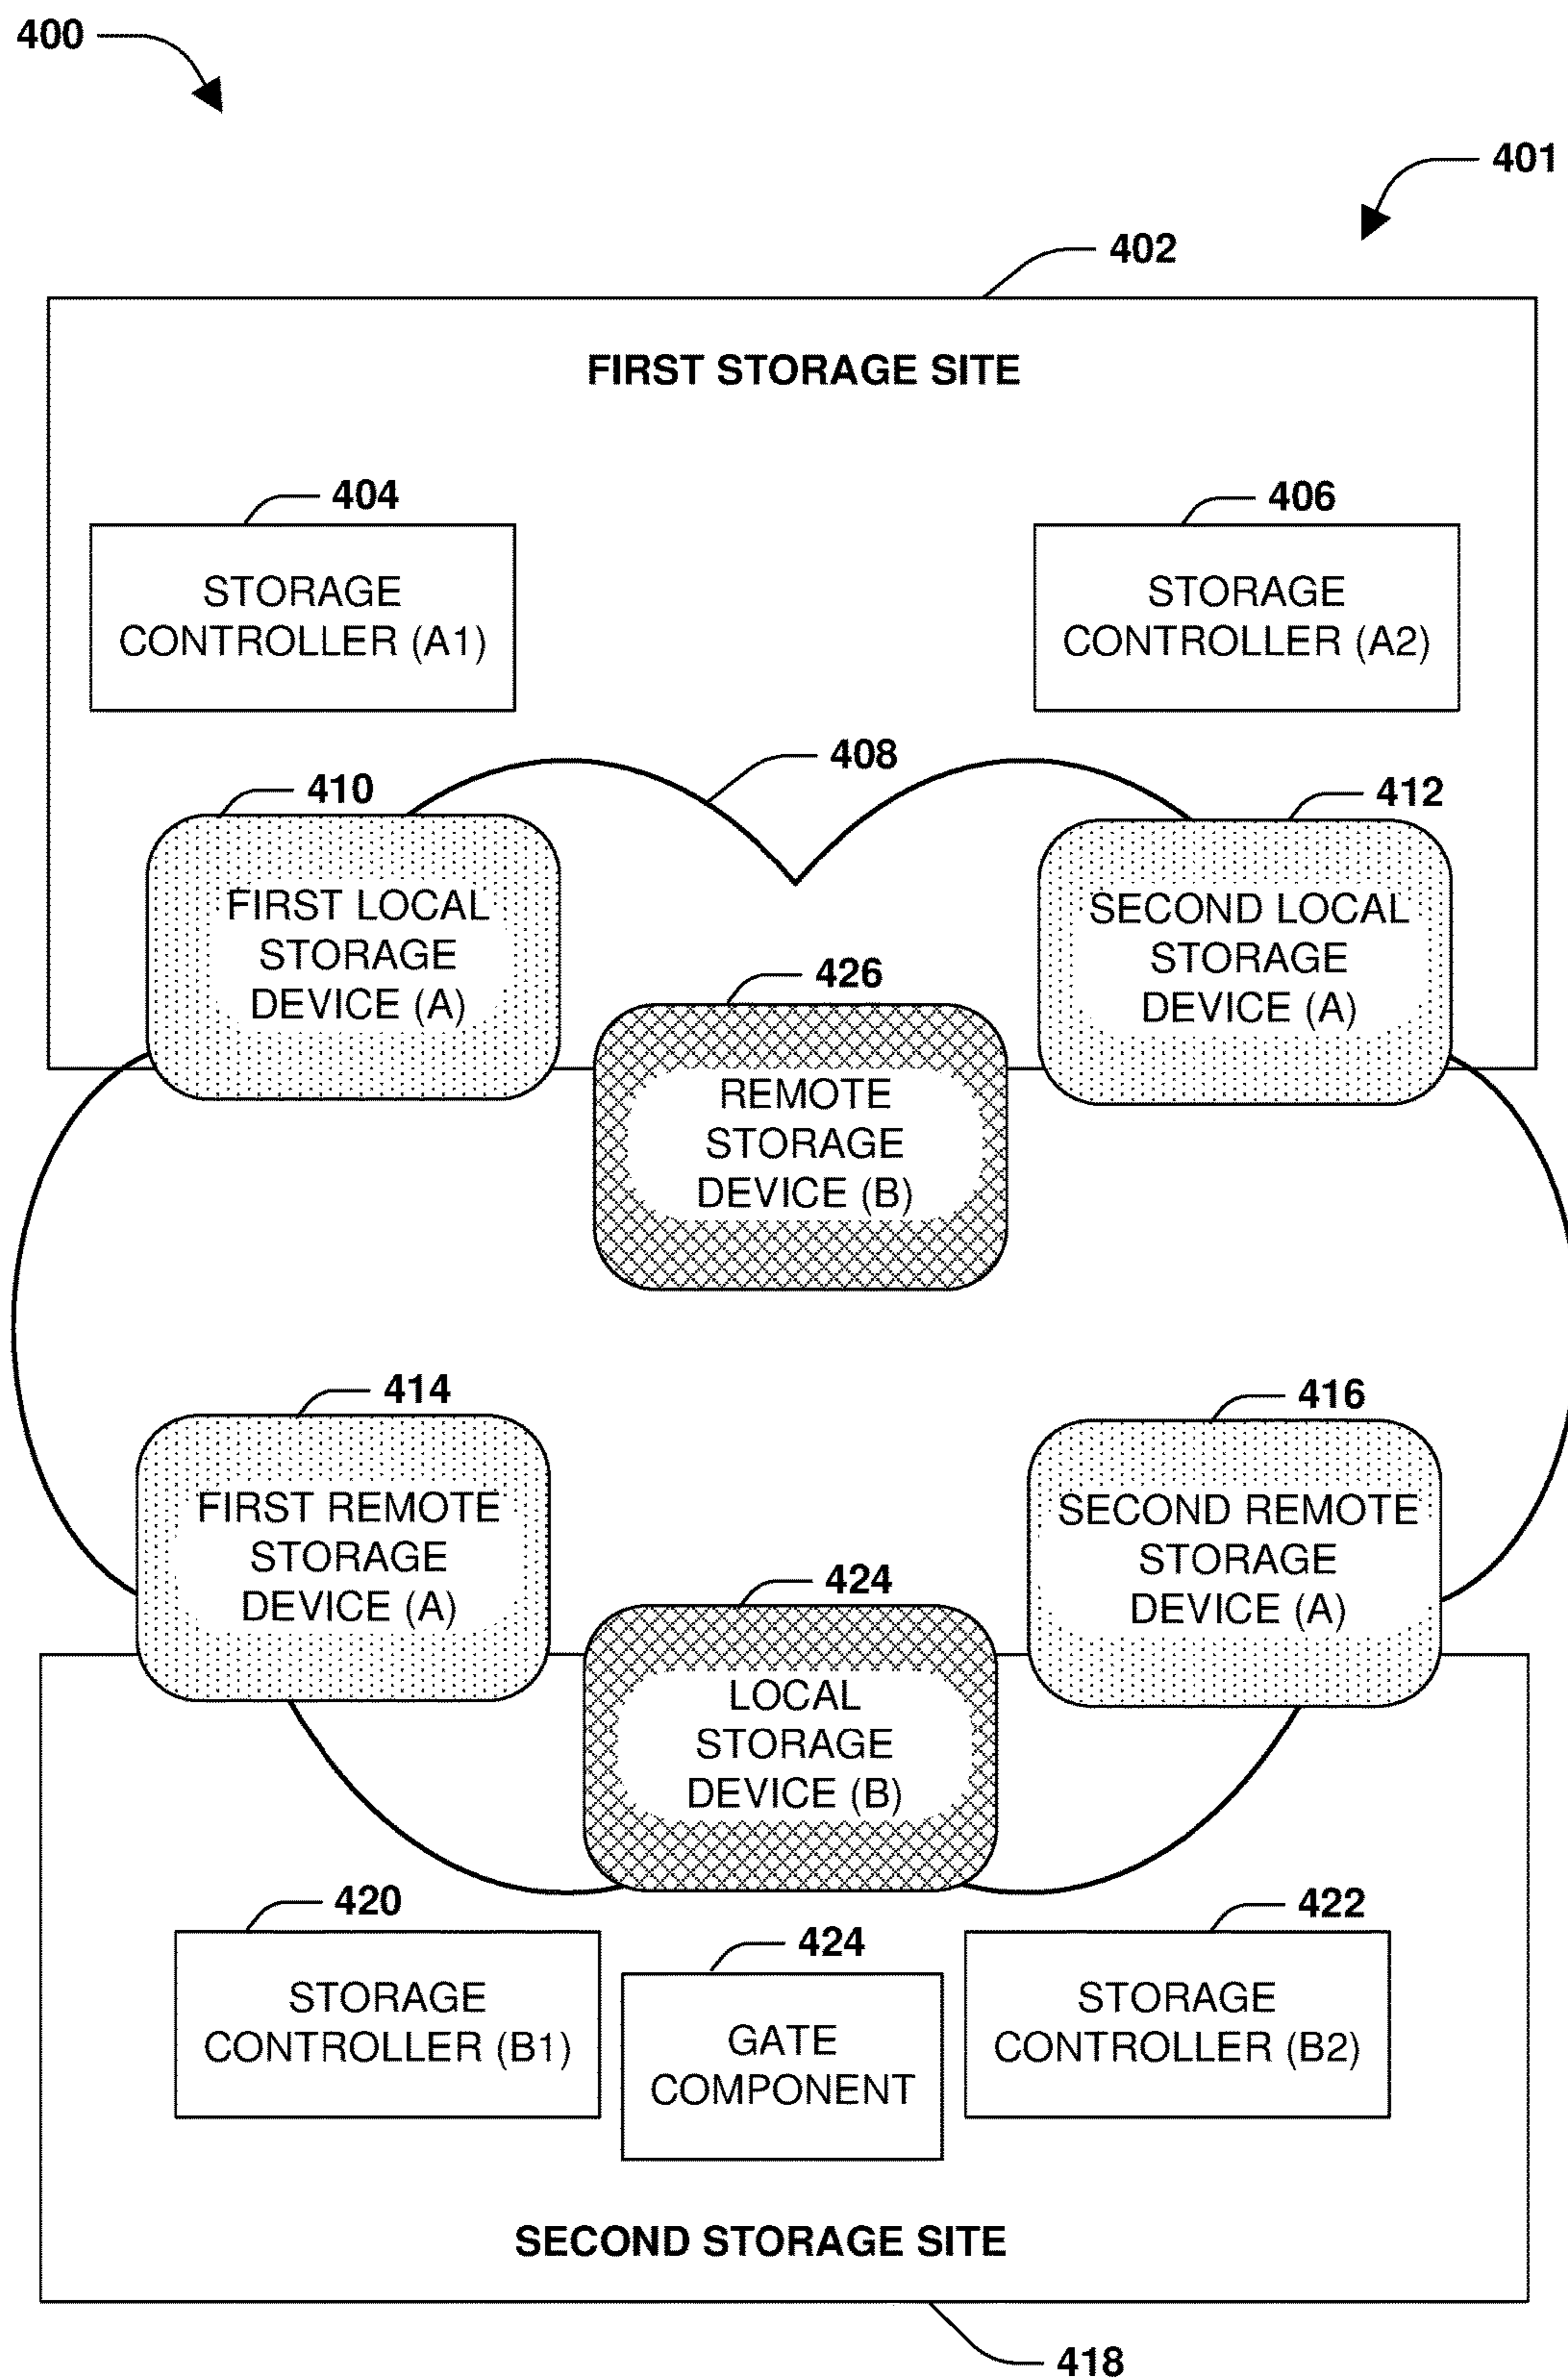 400
401
402
FIRST STORAGE SITE
404
406
STORAGE
CONTROLLER (A1)
STORAGE
CONTROLLER (A2)
408
410
412
FIRST LOCAL
STORAGE
DEVICE (A)
SECOND LOCAL
STORAGE
DEVICE (A)
426
REMOTE
STORAGE
DEVICE (B)
414
416
FIRST REMOTE
STORAGE
DEVICE (A)
SECOND REMOTE
STORAGE
DEVICE (A)
424
LOCAL
STORAGE
DEVICE (B)
420
424
422
STORAGE
CONTROLLER (B1)
GATE
COMPONENT
STORAGE
CONTROLLER (B2)
SECOND STORAGE SITE
418